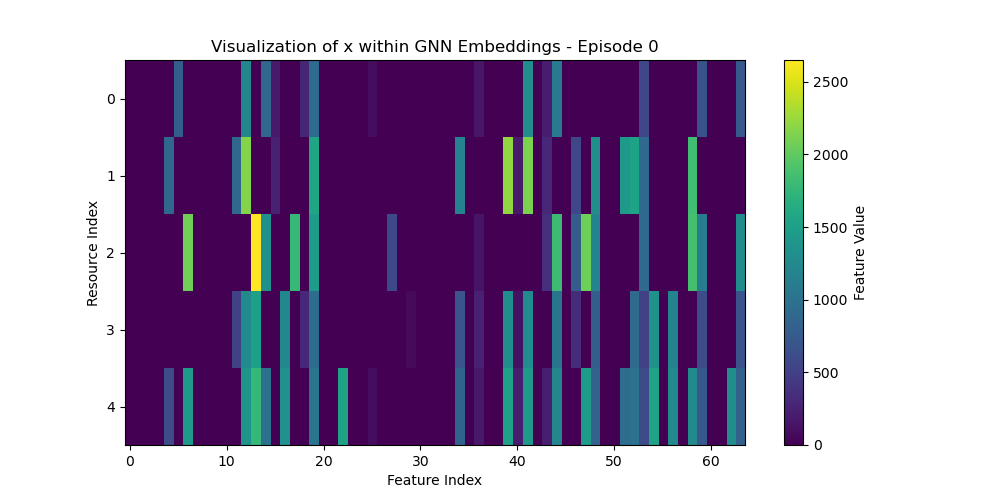 Visualization of x within GNN Embeddings - Episode 0
Resource Index
0
1
2
3
4
0 10 20 30 40 50 60
Feature Index
2500
2000
1500
1000
500
0
Feature Value